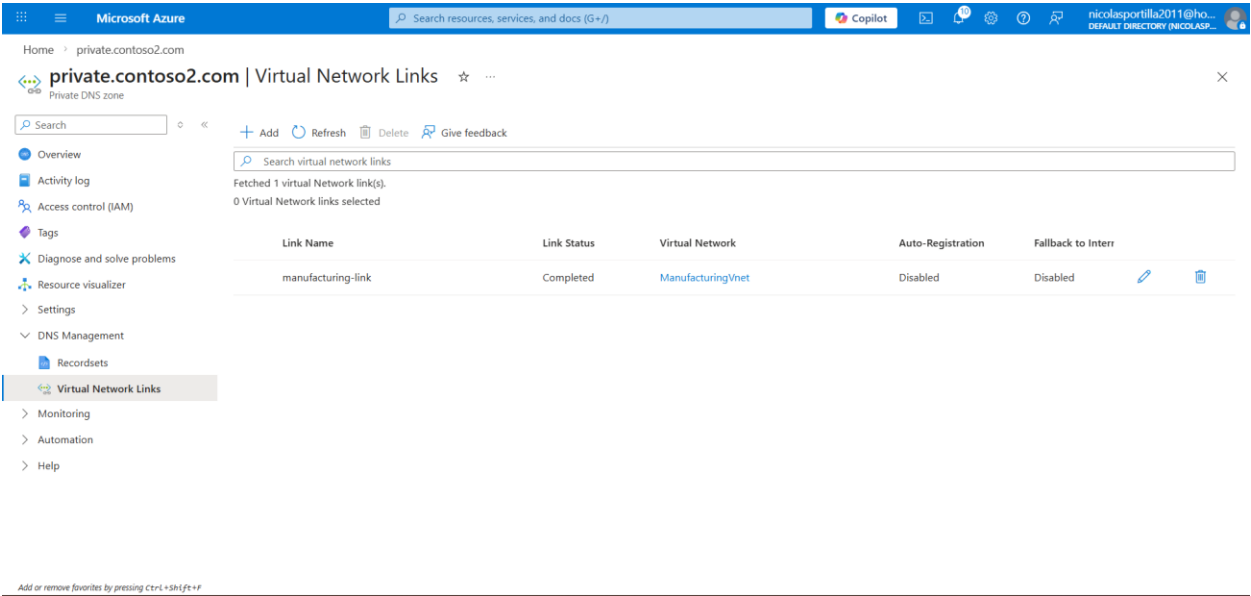 Microsoft Azure
Search resources, services, and docs (G+/)
Copilot
10
nicolasportilla2011@ho...
DEFAULT DIRECTORY (NICOLASP...
Home > private.contoso2.com
private.contoso2.com | Virtual Network Links
Private DNS zone
Search
Add
Refresh
Delete
Give feedback
Search virtual network links
Fetched 1 virtual Network link(s).
0 Virtual Network links selected
Overview
Activity log
Access control (IAM)
Tags
Diagnose and solve problems
Resource visualizer
Settings
DNS Management
Recordsets
Virtual Network Links
Monitoring
Automation
Help
Link Name Link Status Virtual Network Auto-Registration Fallback to Interr
manufacturing-link Completed ManufacturingVnet Disabled Disabled
Add or remove favorites by pressing Ctrl+Shift+F